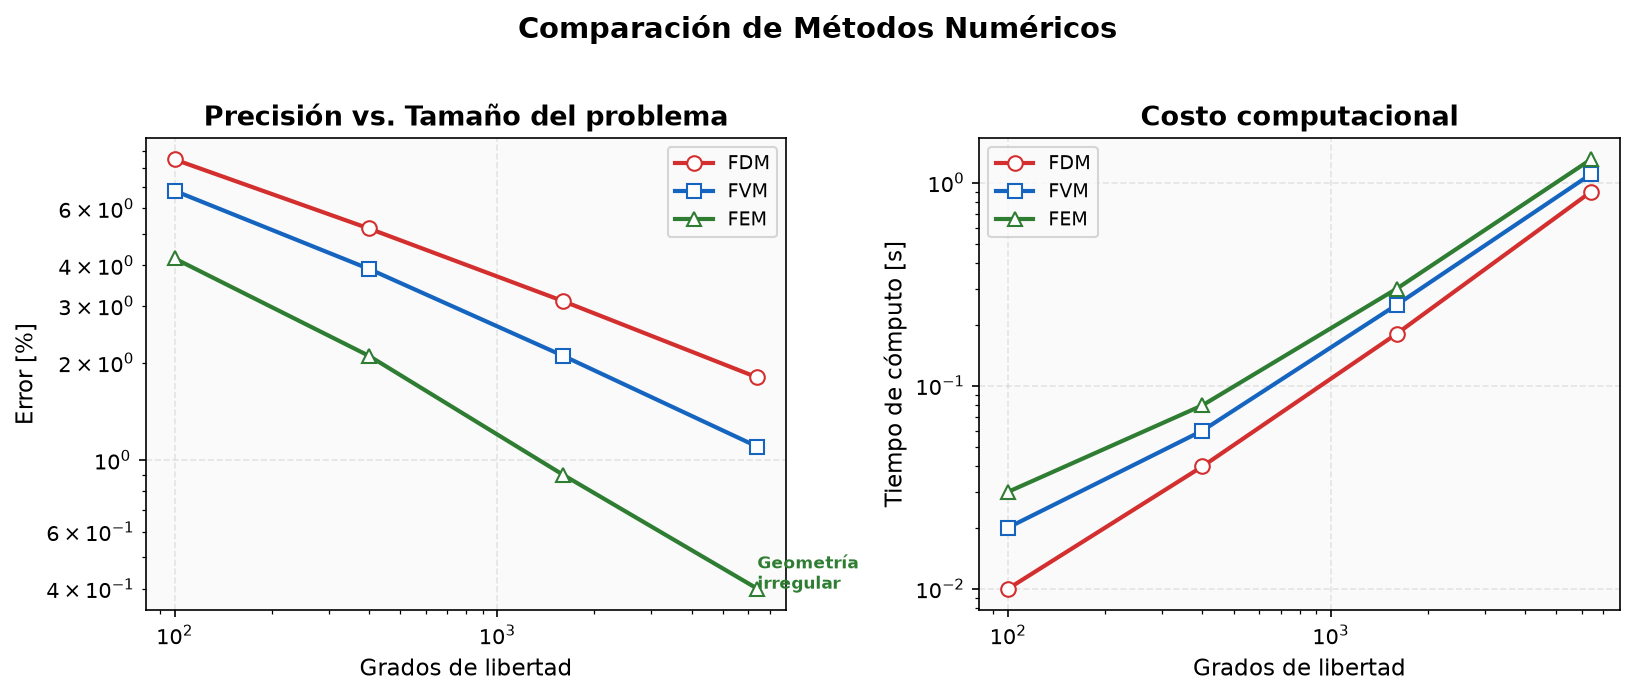 Comparación de Métodos Numéricos
Precisión vs. Tamaño del problema
Error [%]
6 × 10⁰
4 × 10⁰
3 × 10⁰
2 × 10⁰
10⁰
6 × 10⁻¹
4 × 10⁻¹
FDM
FVM
FEM
Geometría
irregular
10²
10³
Grados de libertad
Costo computacional
Tiempo de cómputo [s]
10⁰
10⁻¹
10⁻²
FDM
FVM
FEM
10²
10³
Grados de libertad